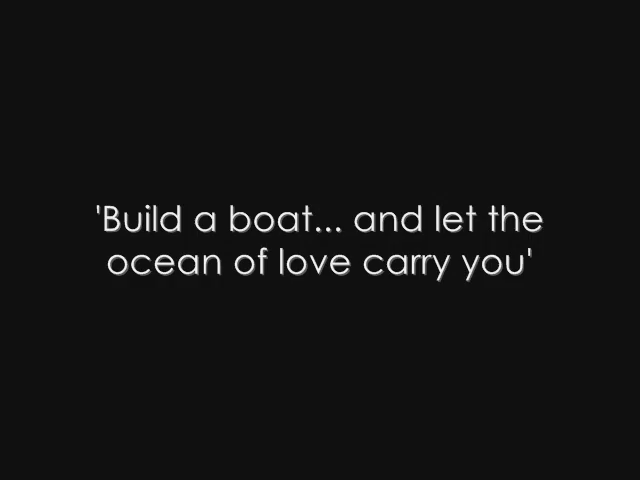 'Build a boat... and let the
ocean of love carry you'